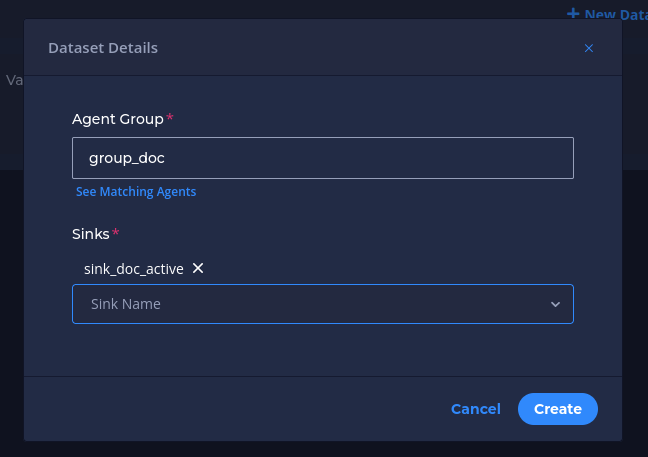 + New Data
Dataset Details
×
Va
Agent Group *
group_doc
See Matching Agents
Sinks *
sink_doc_active ✕
Sink Name
Cancel Create